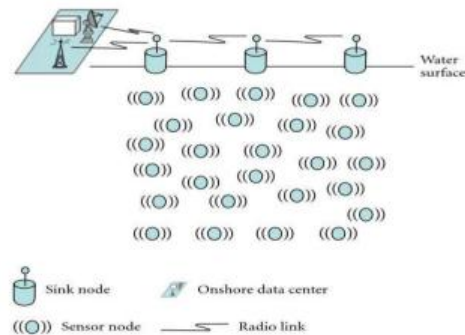 Water
surface
Sink node
Onshore data center
Sensor node
Radio link